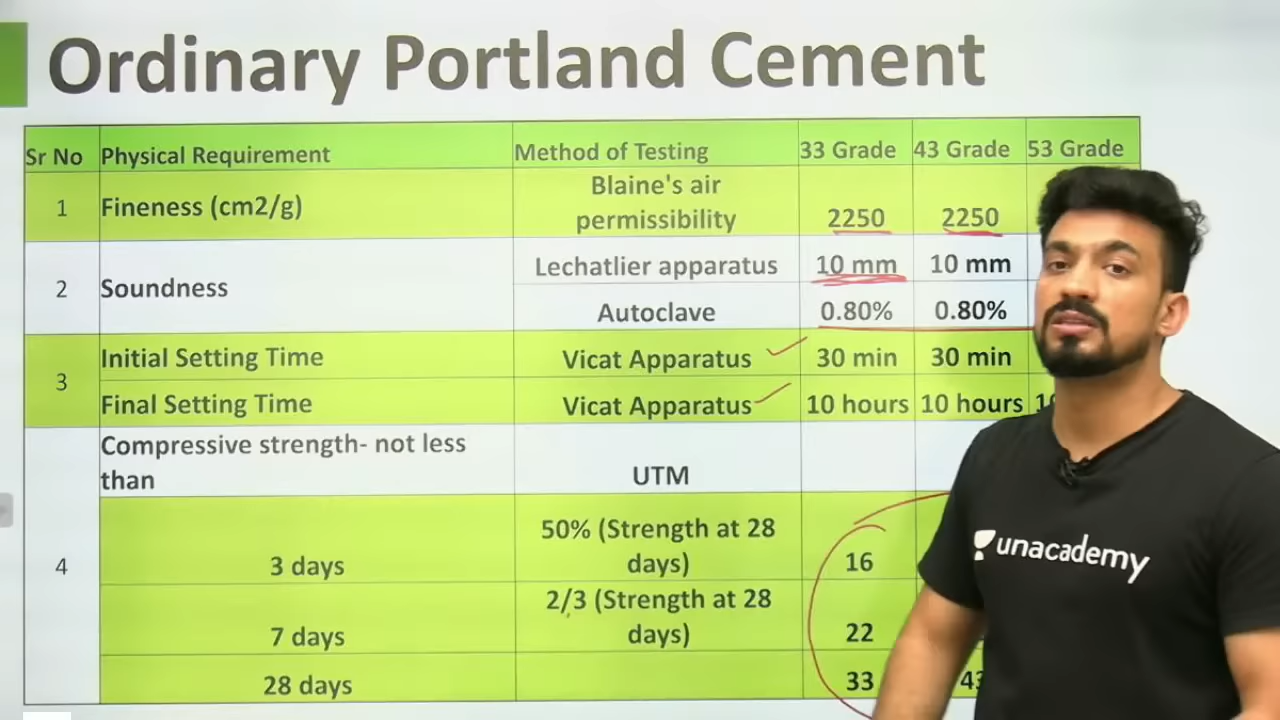 Ordinary Portland Cement
Sr No Physical Requirement Method of Testing 33 Grade 43 Grade 53 Grade
1 Fineness (cm2/g) Blaine's air permissibility 2250 2250
2 Soundness Lechatlier apparatus 10 mm 10 mm
Autoclave 0.80% 0.80%
3 Initial Setting Time Vicat Apparatus 30 min 30 min
Final Setting Time Vicat Apparatus 10 hours 10 hours
4 Compressive strength- not less than UTM
3 days 50% (Strength at 28 days) 16
7 days 2/3 (Strength at 28 days) 22
28 days 33 43
unacademy